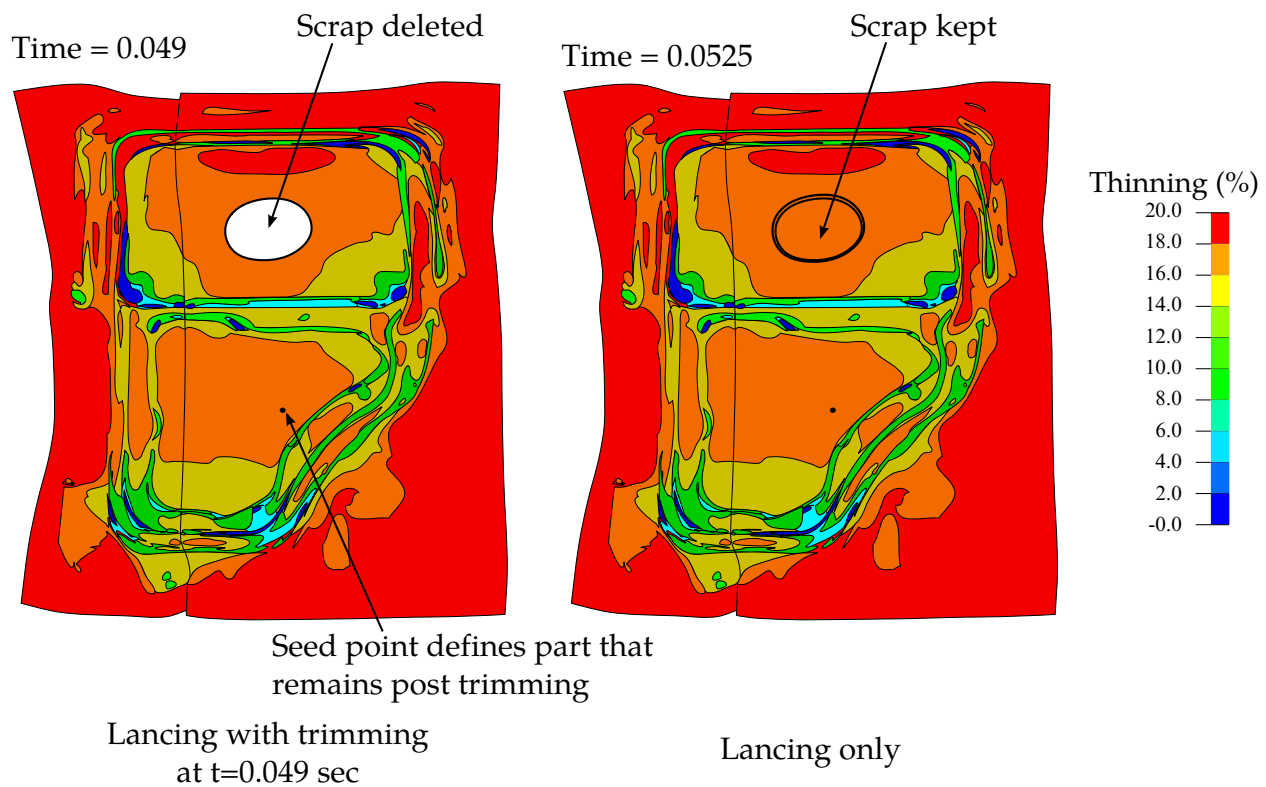 Scrap deleted
Time = 0.049
Scrap kept
Time = 0.0525
Thinning (%)
20.0
18.0
16.0
14.0
12.0
10.0
8.0
6.0
4.0
2.0
-0.0
Seed point defines part that
remains post trimming
Lancing with trimming
at t=0.049 sec
Lancing only